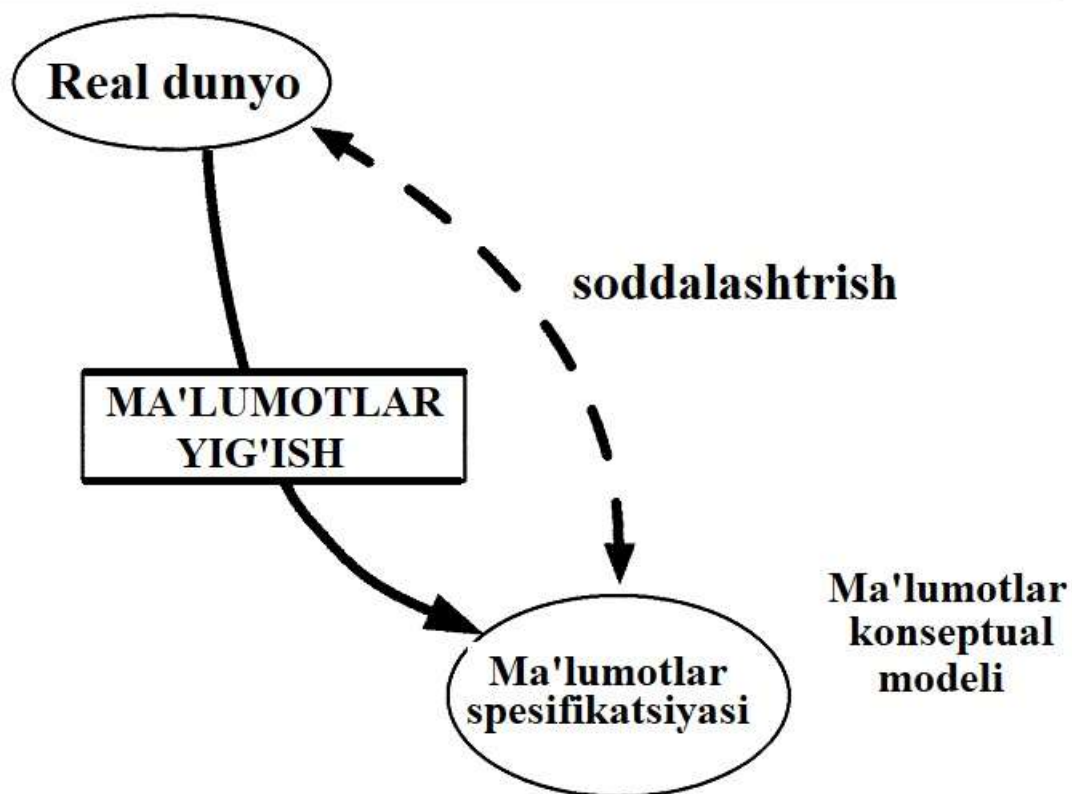 Real dunyo
soddalashtrish
MA'LUMOTLAR
YIG'ISH
Ma'lumotlar
konseptual
modeli
Ma'lumotlar
spesifikatsiyasi